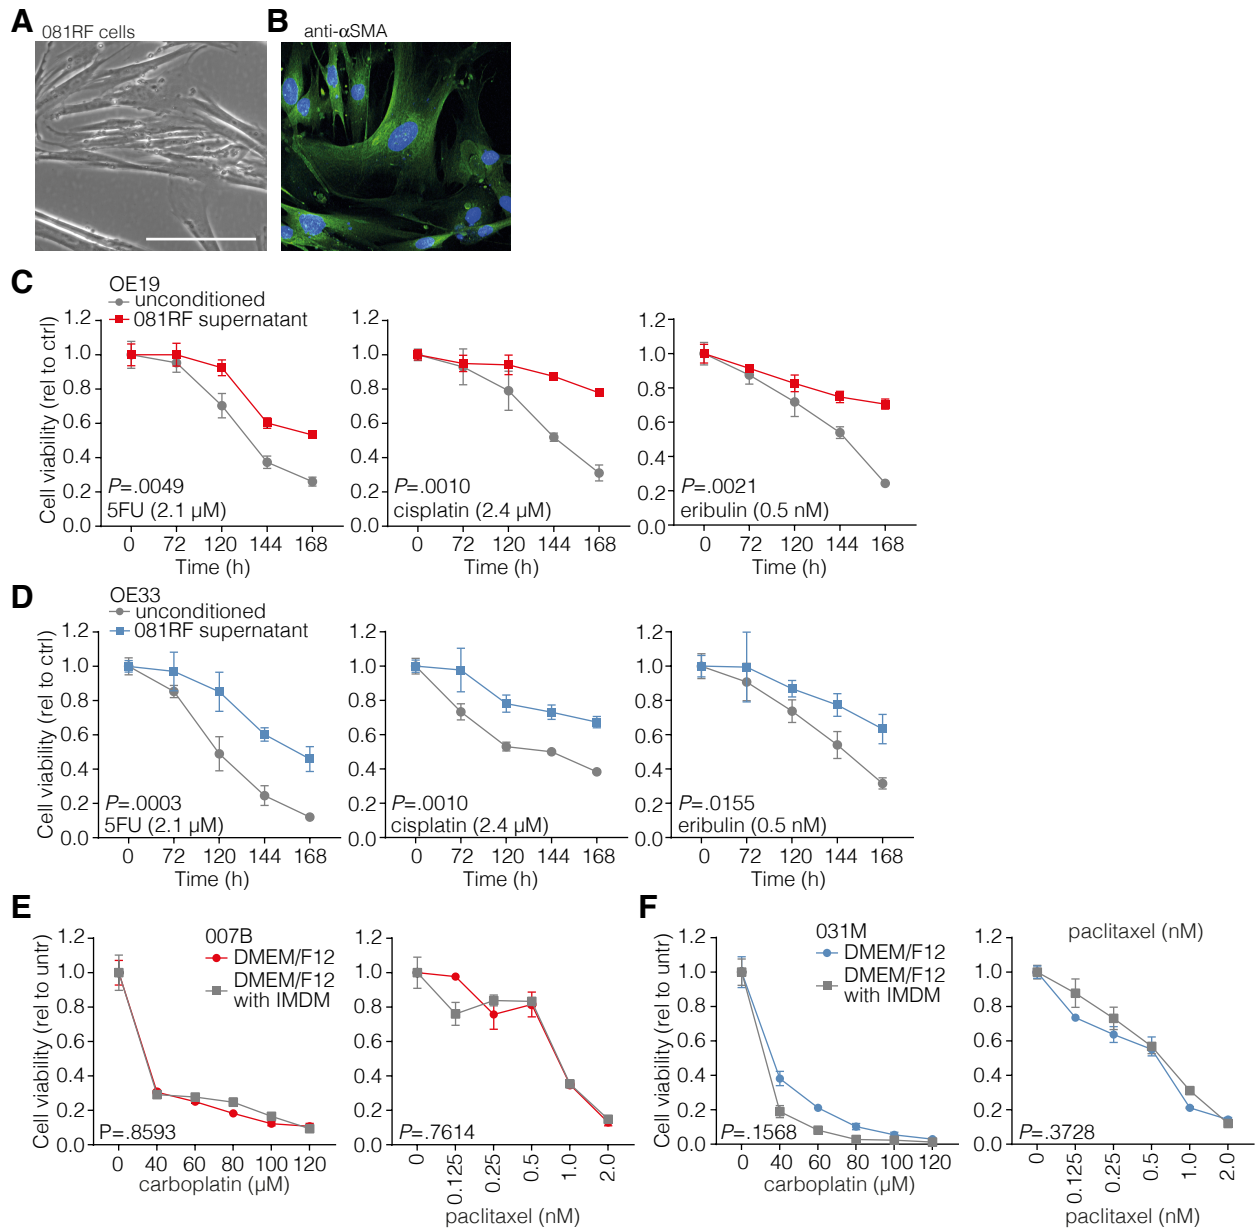 A 081RF cells
B anti-αSMA
C
OE19
unconditioned
081RF supernatant
Cell viability (rel to ctrl)
1.2
1.0
0.8
0.6
0.4
0.2
0.0
P=.0049
5FU (2.1 µM)
0 72 120 144 168
Time (h)
1.2
1.0
0.8
0.6
0.4
0.2
0.0
P=.0010
cisplatin (2.4 µM)
0 72 120 144 168
Time (h)
1.2
1.0
0.8
0.6
0.4
0.2
0.0
P=.0021
eribulin (0.5 nM)
0 72 120 144 168
Time (h)
D
OE33
unconditioned
081RF supernatant
Cell viability (rel to ctrl)
1.2
1.0
0.8
0.6
0.4
0.2
0.0
P=.0003
5FU (2.1 µM)
0 72 120 144 168
Time (h)
1.2
1.0
0.8
0.6
0.4
0.2
0.0
P=.0010
cisplatin (2.4 µM)
0 72 120 144 168
Time (h)
1.2
1.0
0.8
0.6
0.4
0.2
0.0
P=.0155
eribulin (0.5 nM)
0 72 120 144 168
Time (h)
E
007B
DMEM/F12
DMEM/F12
with IMDM
Cell viability (rel to untr)
1.2
1.0
0.8
0.6
0.4
0.2
0.0
P=.8593
0 40 60 80 100 120
carboplatin (µM)
1.2
1.0
0.8
0.6
0.4
0.2
0.0
P=.7614
0 0.125 0.25 0.5 1.0 2.0
paclitaxel (nM)
F
031M
DMEM/F12
DMEM/F12
with IMDM
Cell viability (rel to untr)
1.2
1.0
0.8
0.6
0.4
0.2
0.0
P=.1568
0 40 60 80 100 120
carboplatin (µM)
paclitaxel (nM)
1.2
1.0
0.8
0.6
0.4
0.2
0.0
P=.3728
0 0.125 0.25 0.5 1.0 2.0
paclitaxel (nM)